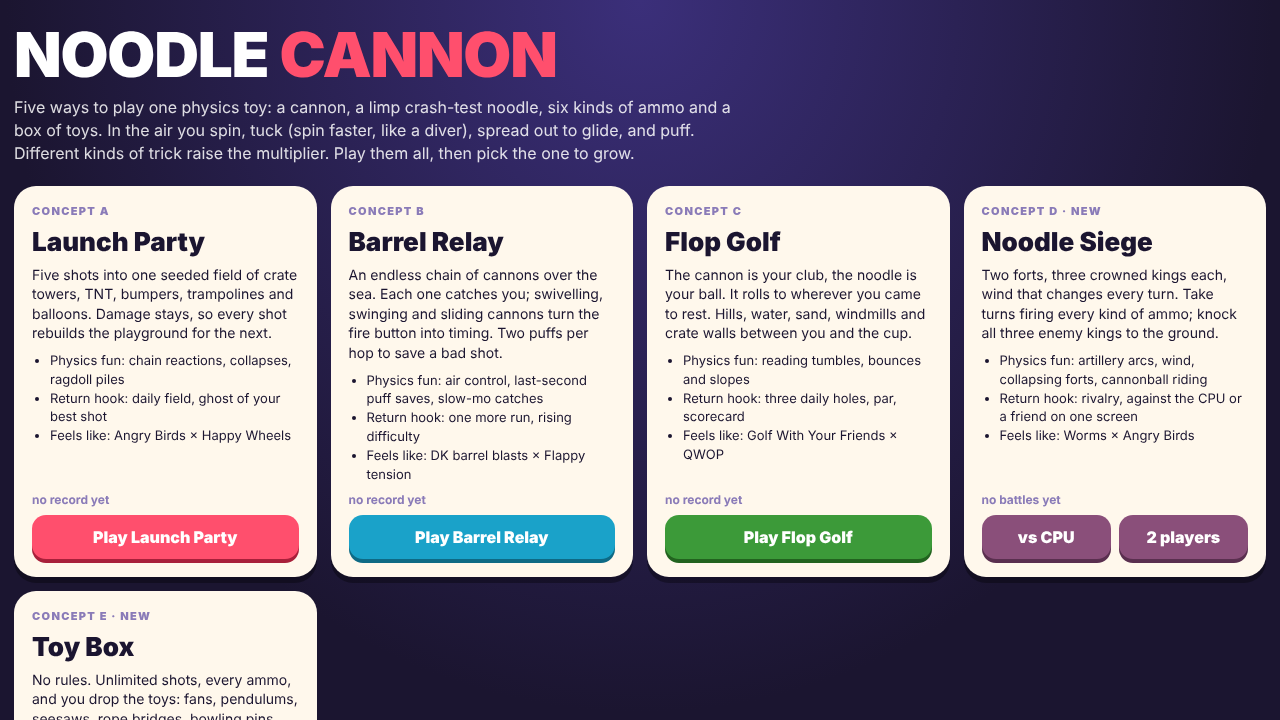 NOODLE CANNON
Five ways to play one physics toy: a cannon, a limp crash-test noodle, six kinds of ammo and a
box of toys. In the air you spin, tuck (spin faster, like a diver), spread out to glide, and puff.
Different kinds of trick raise the multiplier. Play them all, then pick the one to grow.
CONCEPT A
Launch Party
Five shots into one seeded field of crate
towers, TNT, bumpers, trampolines and
balloons. Damage stays, so every shot
rebuilds the playground for the next.
• Physics fun: chain reactions, collapses,
ragdoll piles
• Return hook: daily field, ghost of your
best shot
• Feels like: Angry Birds × Happy Wheels
no record yet
Play Launch Party
CONCEPT B
Barrel Relay
An endless chain of cannons over the
sea. Each one catches you; swivelling,
swinging and sliding cannons turn the
fire button into timing. Two puffs per
hop to save a bad shot.
• Physics fun: air control, last-second
puff saves, slow-mo catches
• Return hook: one more run, rising
difficulty
• Feels like: DK barrel blasts × Flappy
tension
no record yet
Play Barrel Relay
CONCEPT C
Flop Golf
The cannon is your club, the noodle is
your ball. It rolls to wherever you came
to rest. Hills, water, sand, windmills and
crate walls between you and the cup.
• Physics fun: reading tumbles, bounces
and slopes
• Return hook: three daily holes, par,
scorecard
• Feels like: Golf With Your Friends ×
QWOP
no record yet
Play Flop Golf
CONCEPT D · NEW
Noodle Siege
Two forts, three crowned kings each,
wind that changes every turn. Take
turns firing every kind of ammo; knock
all three enemy kings to the ground.
• Physics fun: artillery arcs, wind,
collapsing forts, cannonball riding
• Return hook: rivalry, against the CPU or
a friend on one screen
• Feels like: Worms × Angry Birds
no battles yet
vs CPU
2 players
CONCEPT E · NEW
Toy Box
No rules. Unlimited shots, every ammo,
and you drop the toys: fans, pendulums,
seesaws, rope bridges, bowling pins